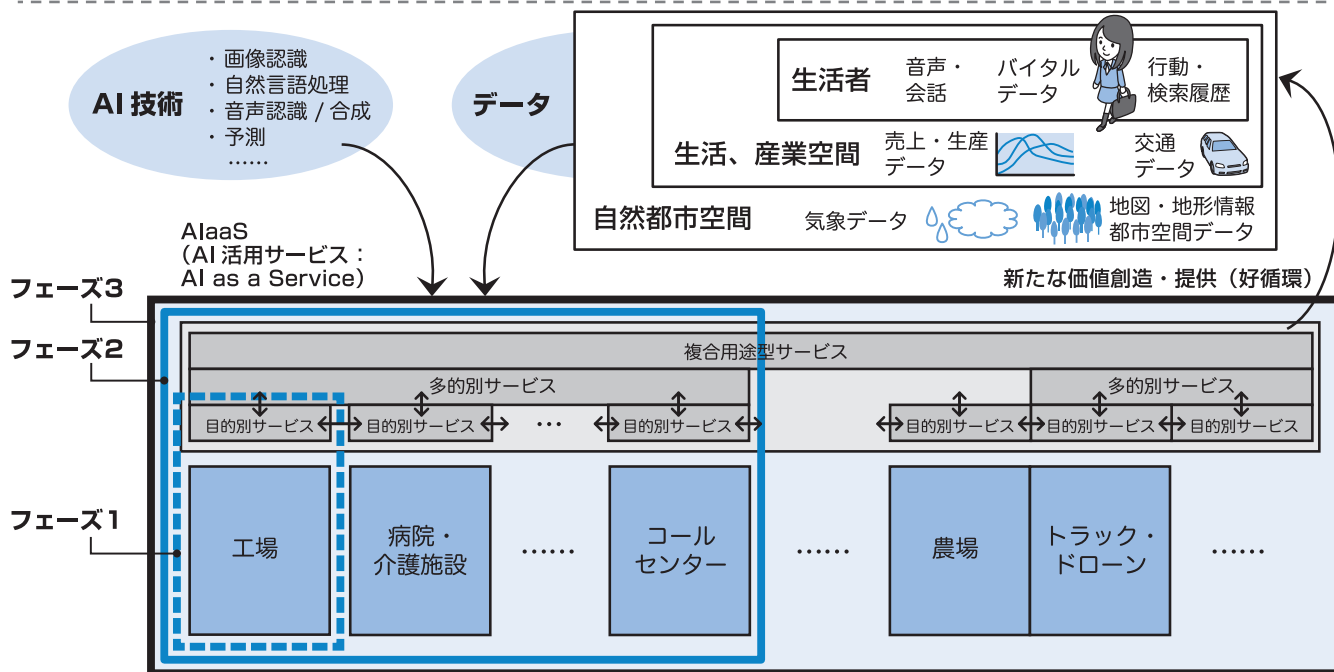 AI 技術
・画像認識
・自然言語処理
・音声認識 / 合成
・予測
……
データ
生活者
音声・
会話
バイタル
データ
行動・
検索履歴
生活、産業空間
売上・生産
データ
交通
データ
自然都市空間
気象データ
地図・地形情報
都市空間データ
AIaaS
(AI 活用サービス：
AI as a Service)
新たな価値創造・提供（好循環）
フェーズ3
フェーズ2
フェーズ1
複合用途型サービス
多的別サービス
多的別サービス
目的別サービス
目的別サービス
…
目的別サービス
目的別サービス
目的別サービス
目的別サービス
工場
病院・
介護施設
……
コール
センター
……
農場
トラック・
ドローン
……